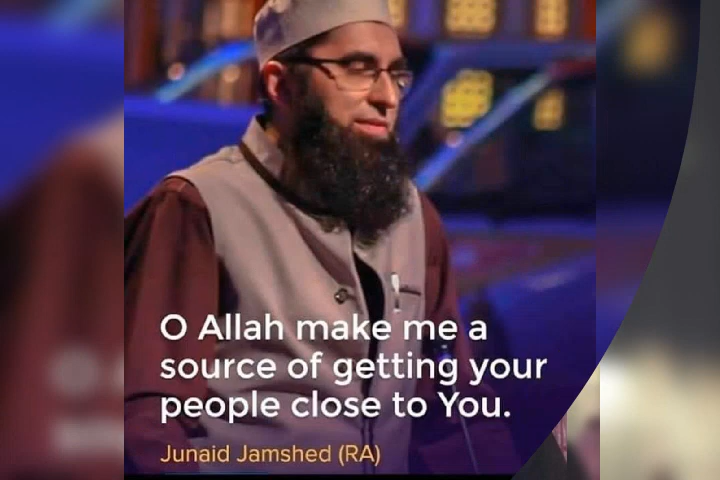 O Allah make me a
source of getting your
people close to You.
Junaid Jamshed (RA)